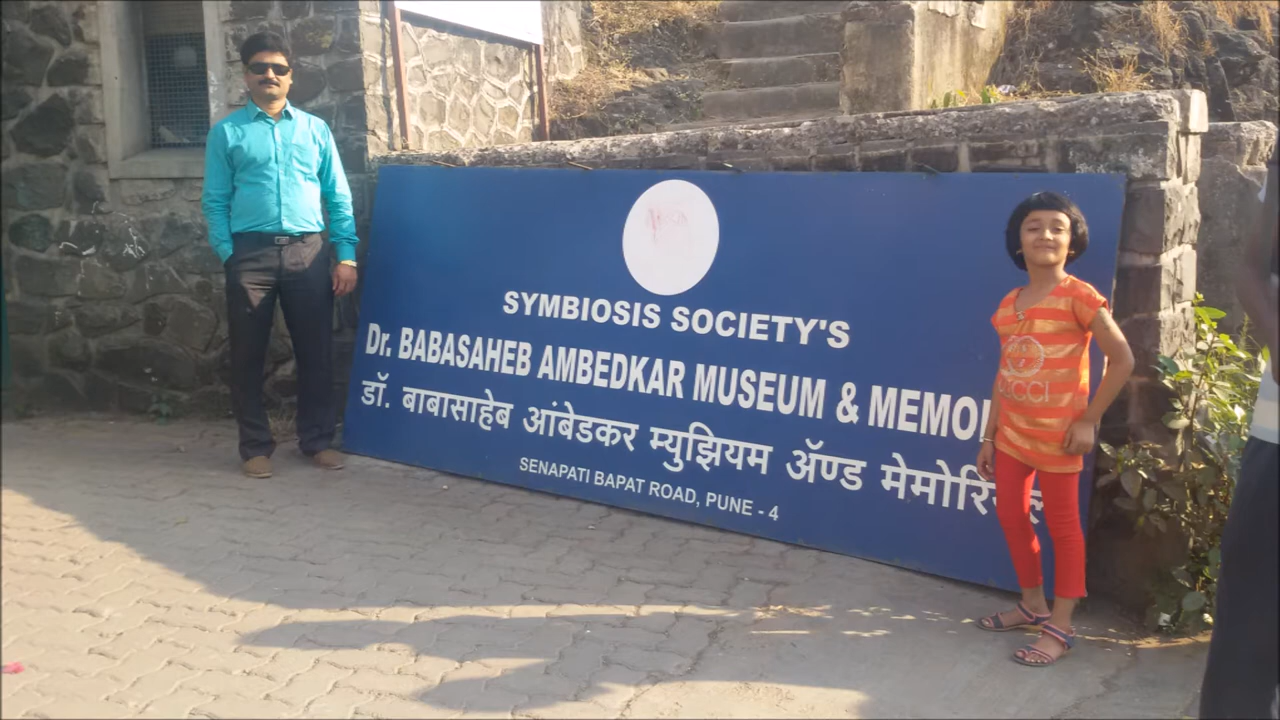 SYMBIOSIS SOCIETY'S
Dr. BABASAHEB AMBEDKAR MUSEUM & MEMO
डॉ. बाबासाहेब आंबेडकर म्युझियम ॲण्ड मेमोरि
SENAPATI BAPAT ROAD, PUNE - 4